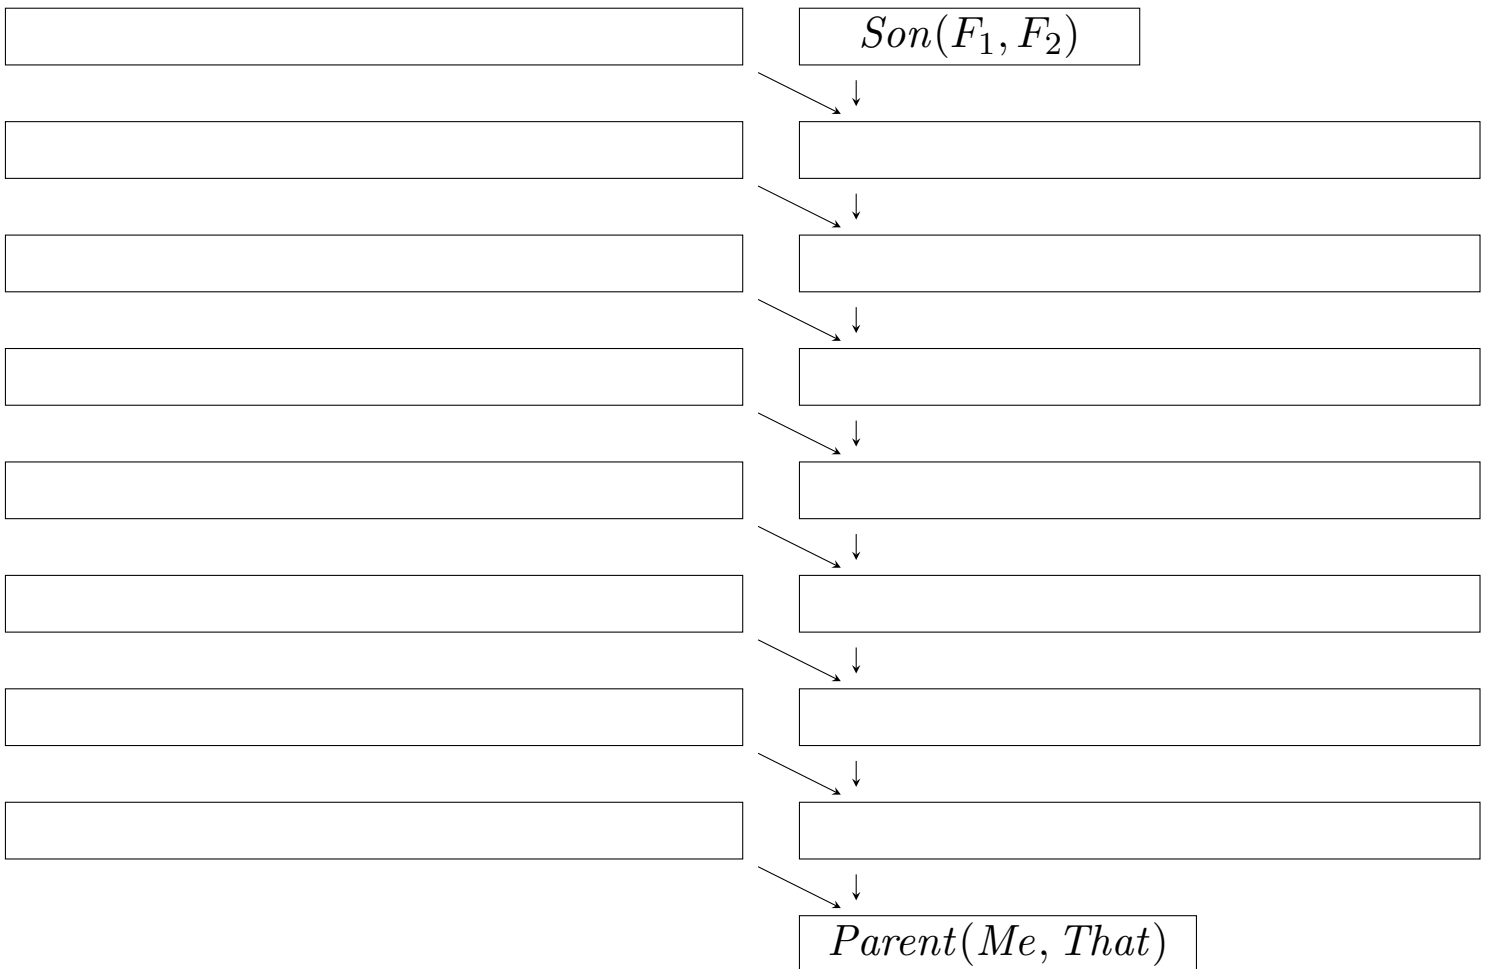 Son(F₁, F₂)
Parent(Me, That)